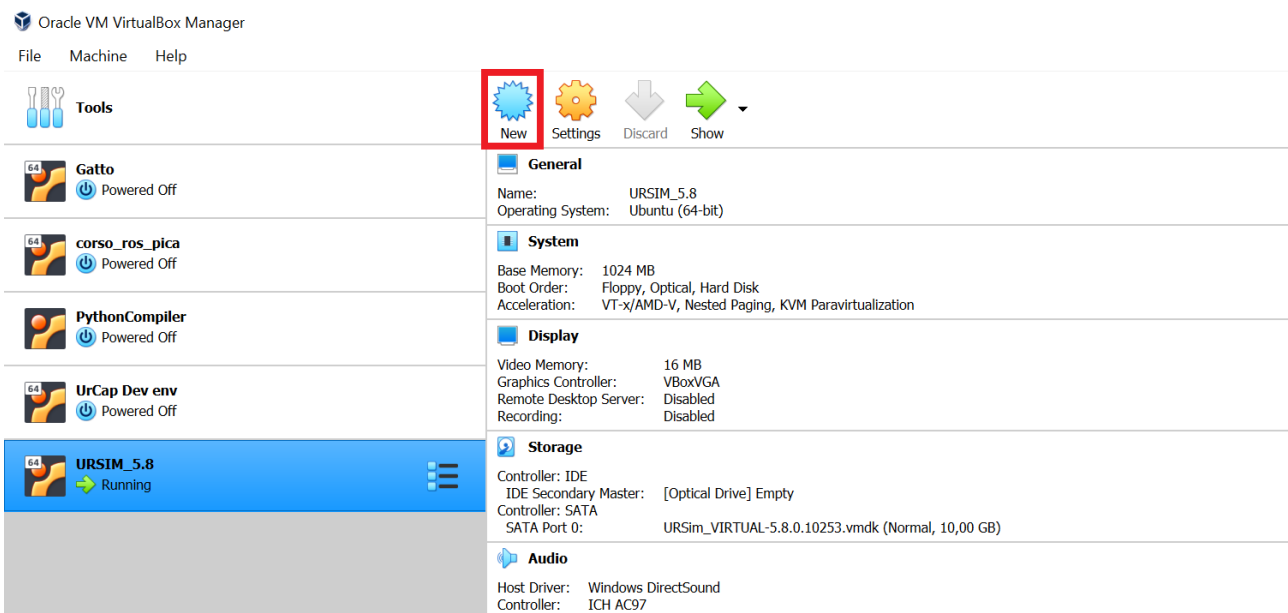 Oracle VM VirtualBox Manager
File Machine Help
Tools
64
Gatto
Powered Off
64
corso_ros_pica
Powered Off
PythonCompiler
Powered Off
64
UrCap Dev env
Powered Off
64
URSIM_5.8
Running
New Settings Discard Show
General
Name: URSIM_5.8
Operating System: Ubuntu (64-bit)
System
Base Memory: 1024 MB
Boot Order: Floppy, Optical, Hard Disk
Acceleration: VT-x/AMD-V, Nested Paging, KVM Paravirtualization
Display
Video Memory: 16 MB
Graphics Controller: VBoxVGA
Remote Desktop Server: Disabled
Recording: Disabled
Storage
Controller: IDE
IDE Secondary Master: [Optical Drive] Empty
Controller: SATA
SATA Port 0: URSim_VIRTUAL-5.8.0.10253.vmdk (Normal, 10,00 GB)
Audio
Host Driver: Windows DirectSound
Controller: ICH AC97